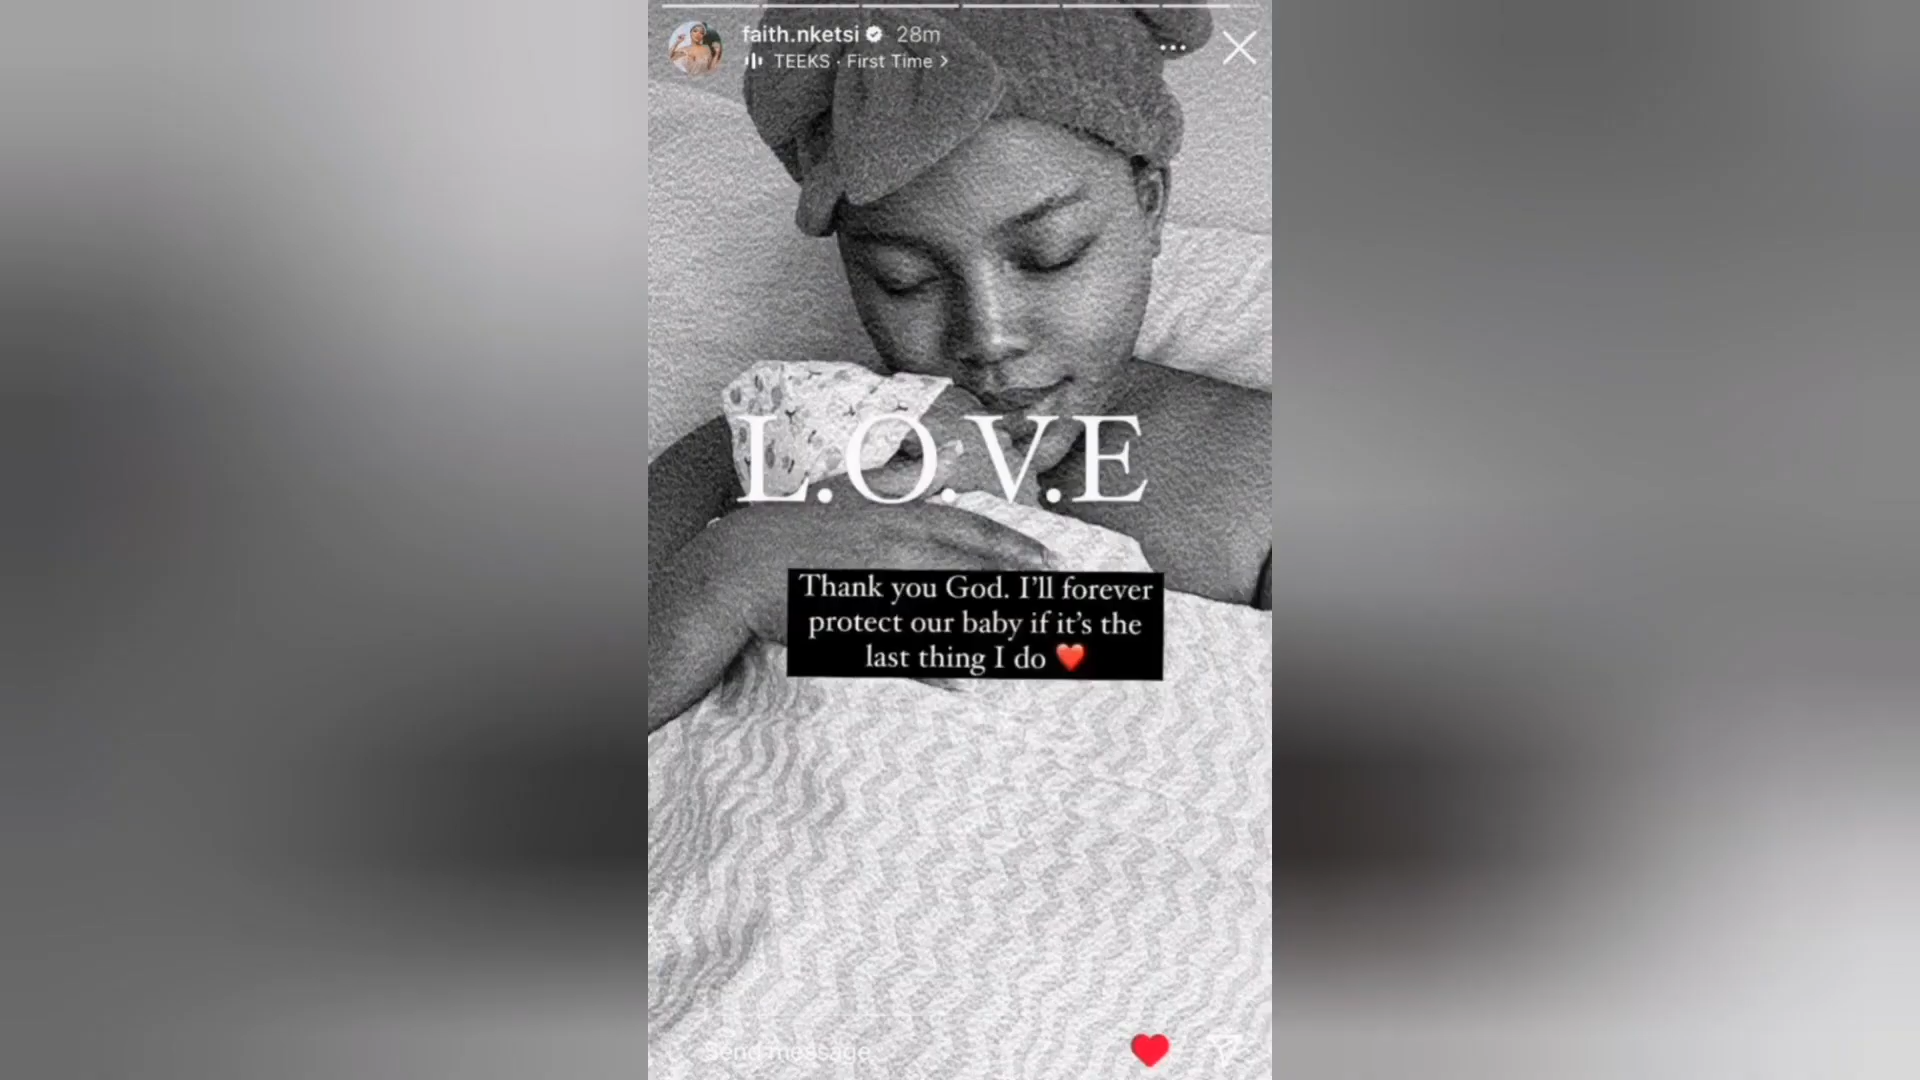 faith.nketsi 28m
TEEKS · First Time >
L.O.V.E
Thank you God. I'll forever
protect our baby if it's the
last thing I do ❤️
Send message